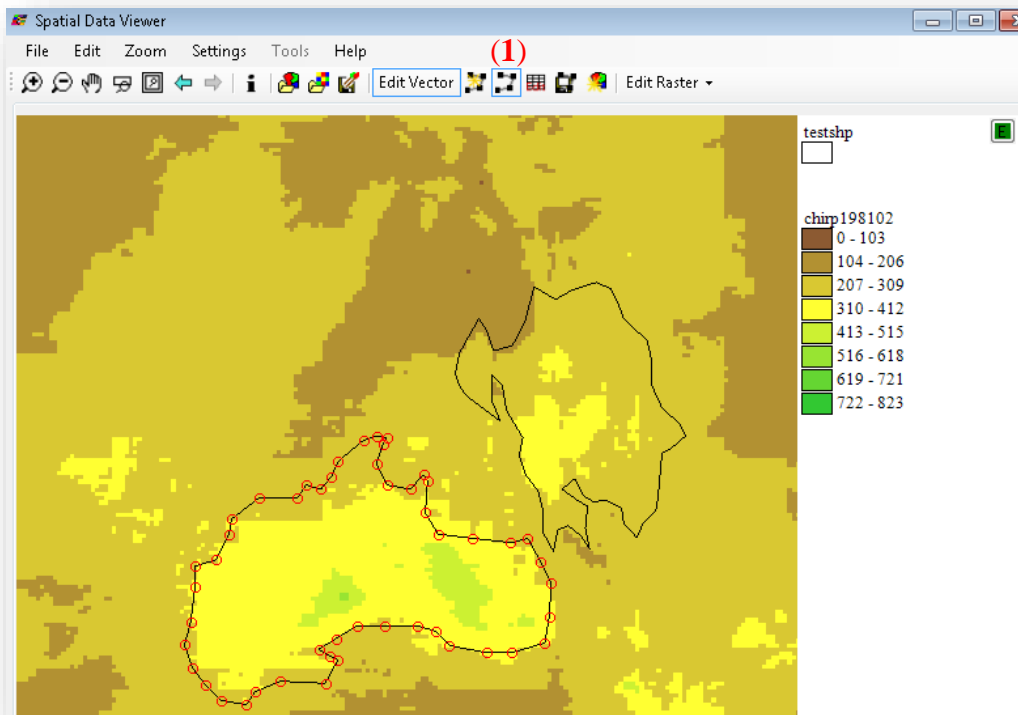 Spatial Data Viewer
File Edit Zoom Settings Tools Help
(1)
Edit Vector Edit Raster
testshp
E
chirp198102
0 - 103
104 - 206
207 - 309
310 - 412
413 - 515
516 - 618
619 - 721
722 - 823